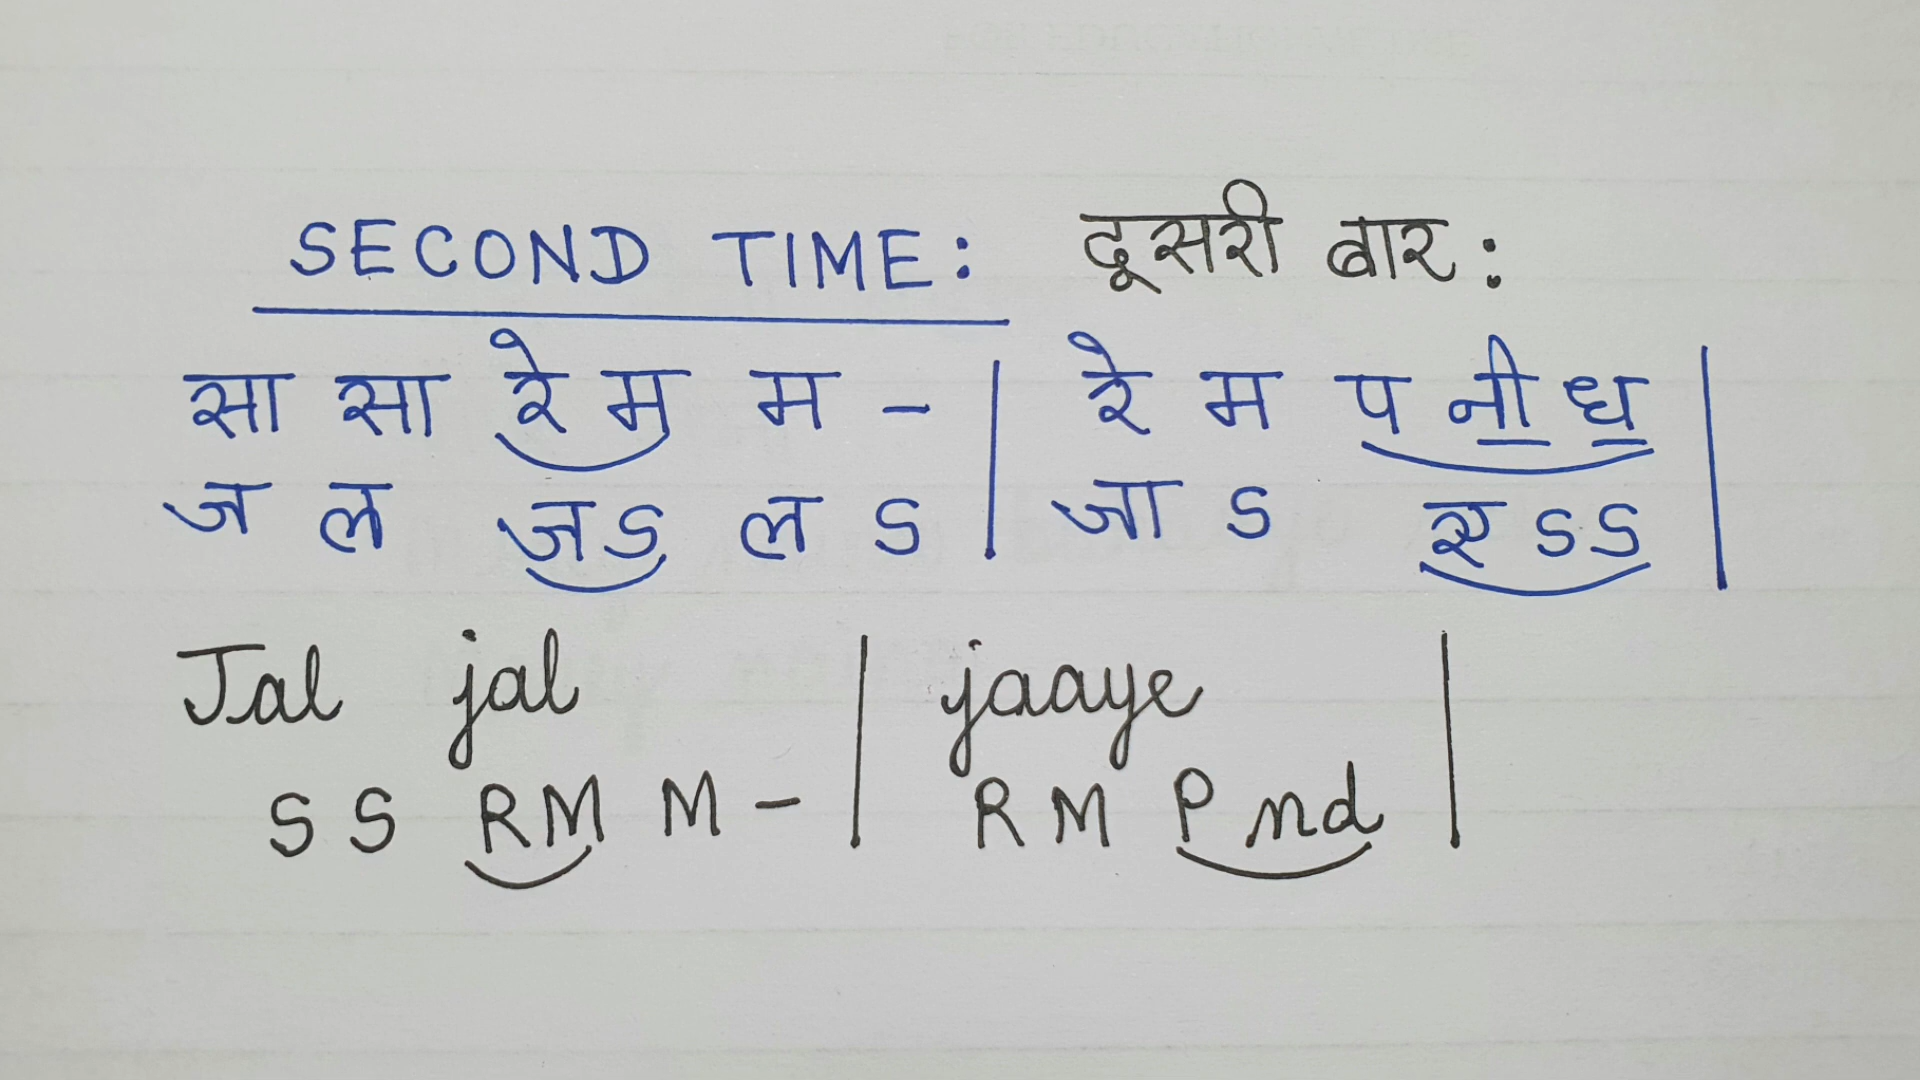 SECOND TIME: दूसरी बार:
सा सा रे म म - | रे म प नी ध |
ज ल जऽ ल ऽ | जा ऽ ए ऽ ऽ |
Jal jal | jaaye |
S S RM M - | R M P nd |